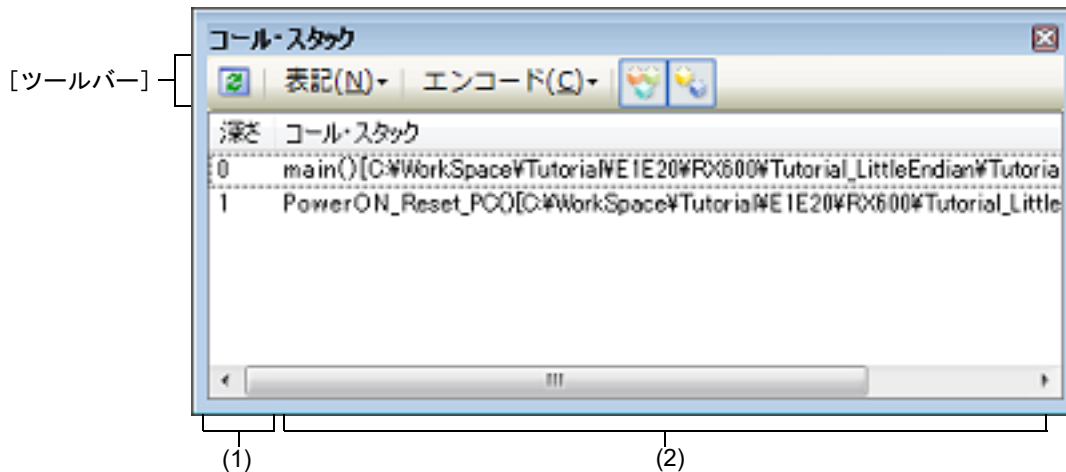 コール・スタック
[ツールバー]
表記(N)▾ エンコード(C)▾
深さ コール・スタック
0 main()[C:¥WorkSpace¥Tutorial¥E1E20¥RX600¥Tutorial_LittleEndian¥Tutoria
1 PowerON_Reset_PC()[C:¥WorkSpace¥Tutorial¥E1E20¥RX600¥Tutorial_Little
(1) (2)